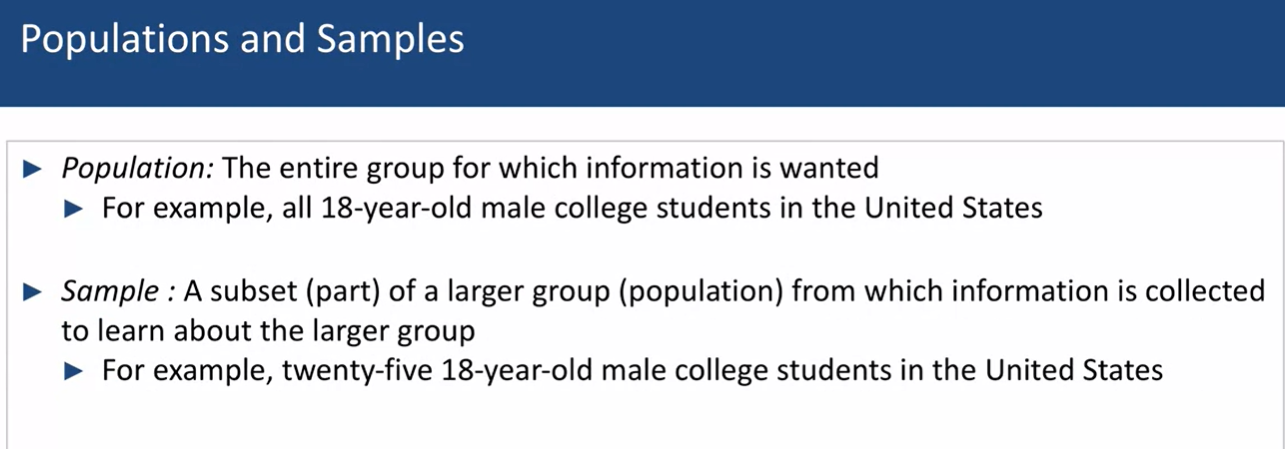 Populations and Samples
► Population: The entire group for which information is wanted
► For example, all 18-year-old male college students in the United States
► Sample : A subset (part) of a larger group (population) from which information is collected
to learn about the larger group
► For example, twenty-five 18-year-old male college students in the United States